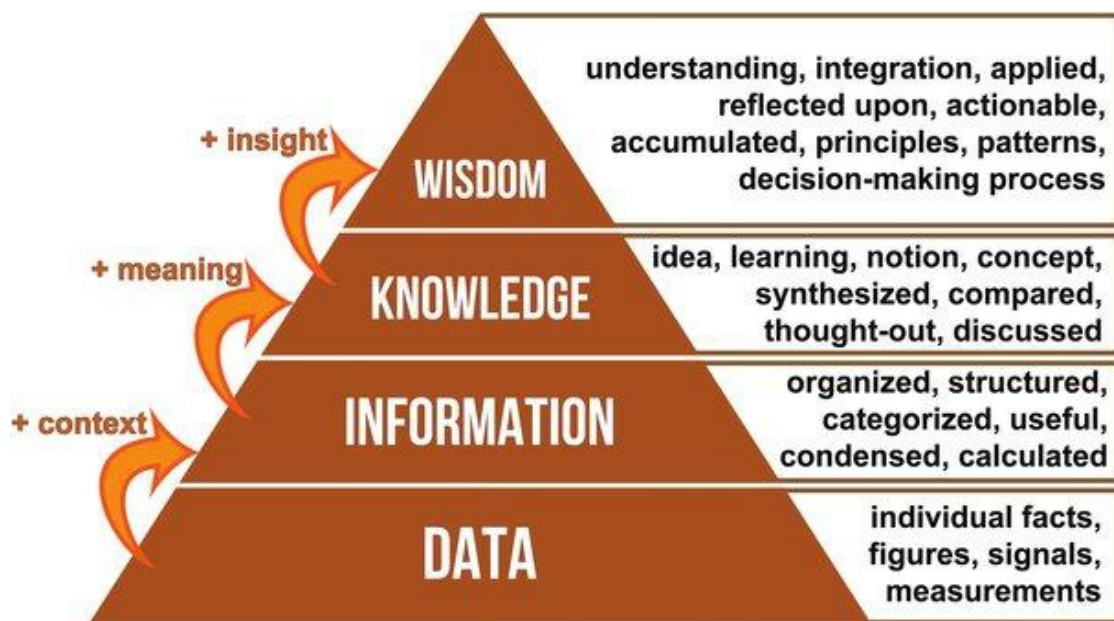 understanding, integration, applied,
reflected upon, actionable,
accumulated, principles, patterns,
decision-making process
+ insight
WISDOM
idea, learning, notion, concept,
synthesized, compared,
thought-out, discussed
+ meaning
KNOWLEDGE
organized, structured,
categorized, useful,
condensed, calculated
+ context
INFORMATION
individual facts,
figures, signals,
measurements
DATA